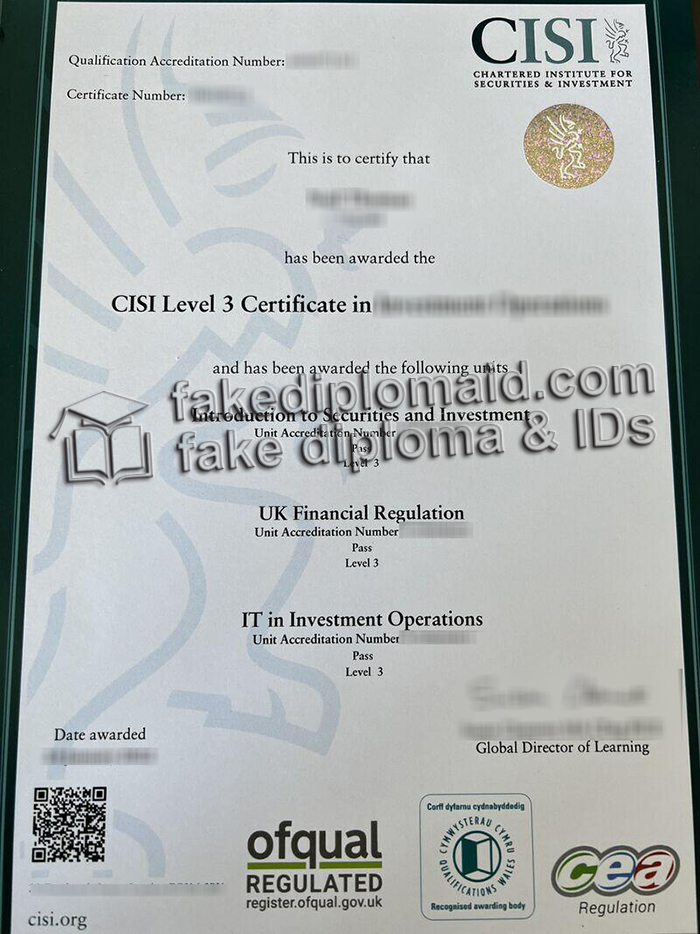 Qualification Accreditation Number:
CISI
CHARTERED INSTITUTE FOR
SECURITIES & INVESTMENT
Certificate Number:
This is to certify that
has been awarded the
CISI Level 3 Certificate in
and has been awarded the following units
fakediplomaid.com
Introduction to Securities and Investment
Unit Accreditation Number
fake diploma & IDs
Pass
Level 3
UK Financial Regulation
Unit Accreditation Number
Pass
Level 3
IT in Investment Operations
Unit Accreditation Number
Pass
Level 3
Date awarded
Global Director of Learning
cisi.org
ofqual
REGULATED
register.ofqual.gov.uk
Corff dyfarnu cydnabyddedig
CYMWYSTERAU CYMRU
QUALIFICATIONS WALES
Recognised awarding body
cea
Regulation